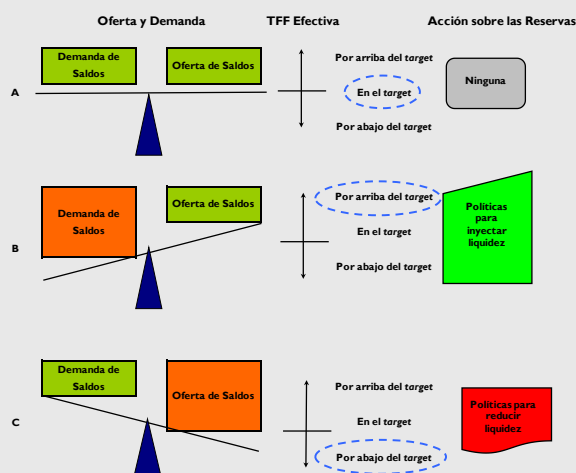 Oferta y Demanda
TFF Efectiva
Acción sobre las Reservas
A
Demanda de
Saldos
Oferta de Saldos
Por arriba del target
En el target
Por abajo del target
Ninguna
B
Demanda de
Saldos
Oferta de Saldos
Por arriba del target
En el target
Por abajo del target
Políticas
para
inyectar
liquidez
C
Demanda de
Saldos
Oferta de Saldos
Por arriba del target
En el target
Por abajo del target
Políticas para
reducir
liquidez